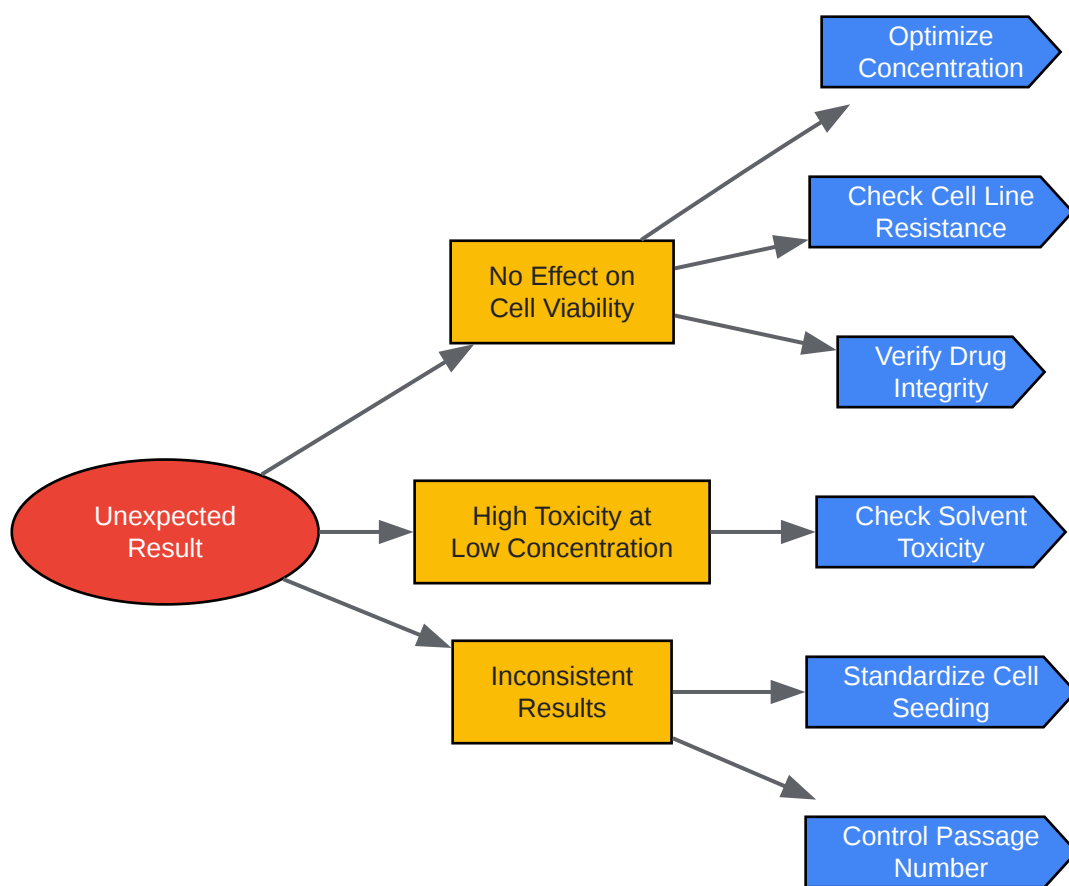 Optimize
Concentration
Check Cell Line
Resistance
No Effect on
Cell Viability
Verify Drug
Integrity
Unexpected
Result
High Toxicity at
Low Concentration
Check Solvent
Toxicity
Inconsistent
Results
Standardize Cell
Seeding
Control Passage
Number